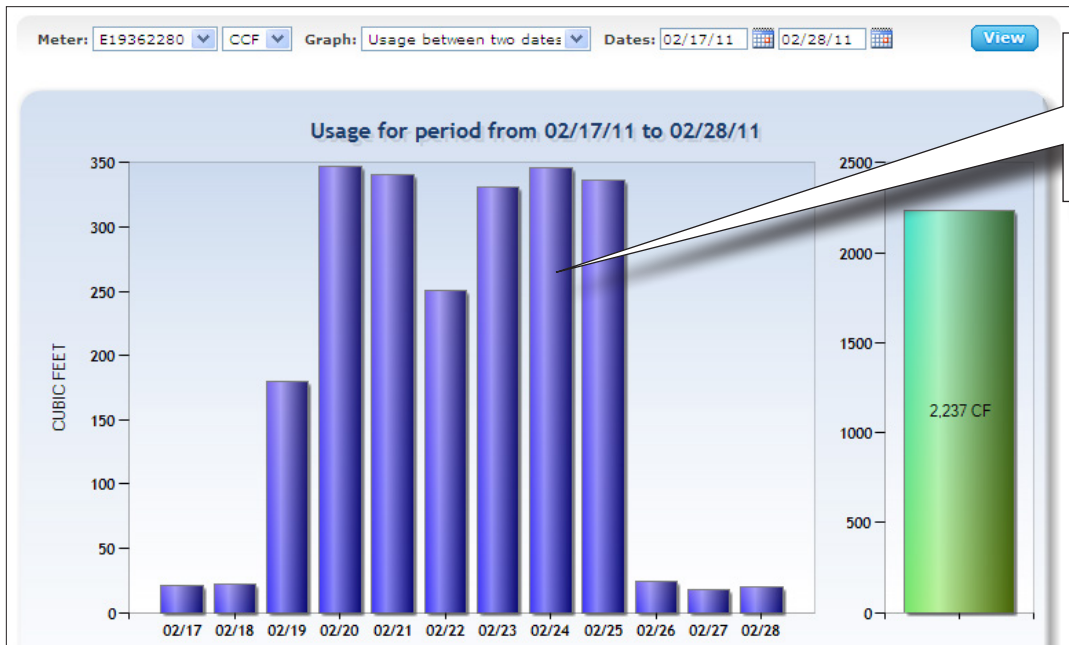 Meter: E19362280 CCF Graph: Usage between two dates Dates: 02/17/11 02/28/11 View
Usage for period from 02/17/11 to 02/28/11
CUBIC FEET
350
300
250
200
150
100
50
0
02/17 02/18 02/19 02/20 02/21 02/22 02/23 02/24 02/25 02/26 02/27 02/28
2500
2000
1500
1000
500
0
2,237 CF